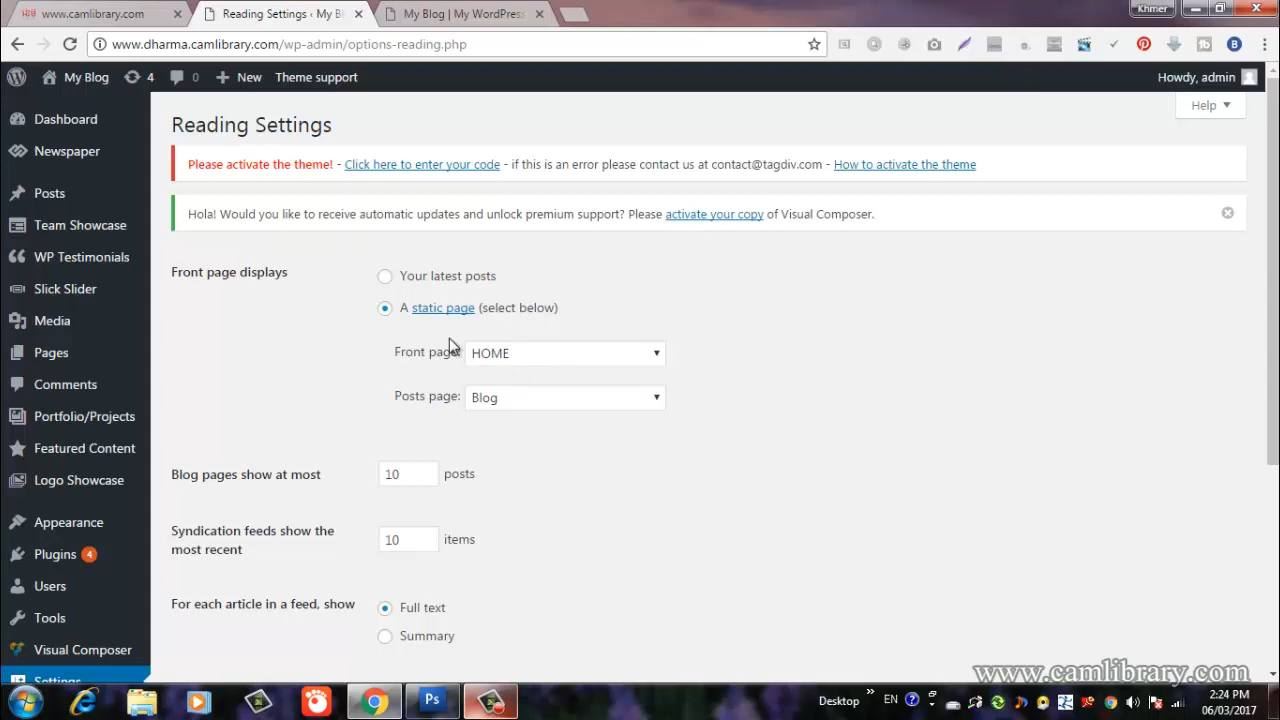 www.camlibrary.com
Reading Settings ‹ My Bl
My Blog | My WordPress
Khmer
www.dharma.camlibrary.com/wp-admin/options-reading.php
My Blog 4 0 New Theme support Howdy, admin
Help
Dashboard
Newspaper
Posts
Team Showcase
WP Testimonials
Slick Slider
Media
Pages
Comments
Portfolio/Projects
Featured Content
Logo Showcase
Appearance
Plugins 4
Users
Tools
Visual Composer
Settings
Reading Settings
Please activate the theme! - Click here to enter your code - if this is an error please contact us at contact@tagdiv.com - How to activate the theme
Hola! Would you like to receive automatic updates and unlock premium support? Please activate your copy of Visual Composer.
Front page displays
Your latest posts
A static page (select below)
Front page: HOME
Posts page: Blog
Blog pages show at most 10 posts
Syndication feeds show the
most recent
10 items
For each article in a feed, show
Full text
Summary
www.camlibrary.com
Ps
Desktop
EN
2:24 PM
06/03/2017